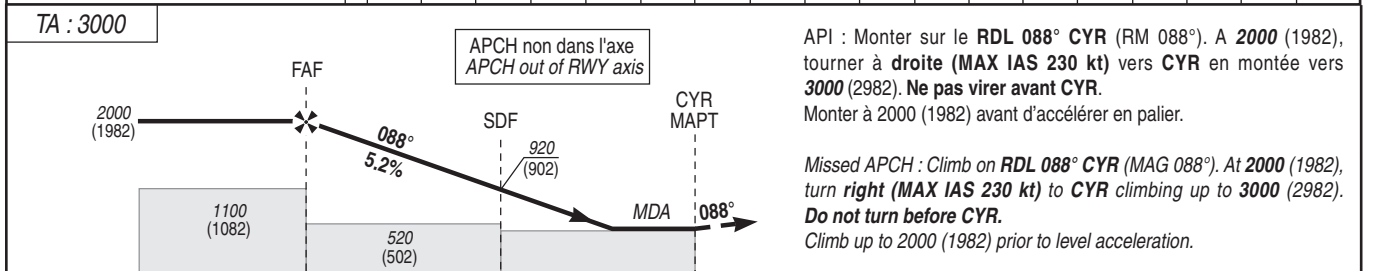 TA : 3000
APCH non dans l'axe
APCH out of RWY axis
FAF
CYR
MAPT
SDF
2000
(1982)
088°
5.2%
920
(902)
MDA
088°
1100
(1082)
520
(502)
API : Monter sur le RDL 088° CYR (RM 088°). A 2000 (1982),
tourner à droite (MAX IAS 230 kt) vers CYR en montée vers
3000 (2982). Ne pas virer avant CYR.
Monter à 2000 (1982) avant d'accélérer en palier.
Missed APCH : Climb on RDL 088° CYR (MAG 088°). At 2000 (1982),
turn right (MAX IAS 230 kt) to CYR climbing up to 3000 (2982).
Do not turn before CYR.
Climb up to 2000 (1982) prior to level acceleration.